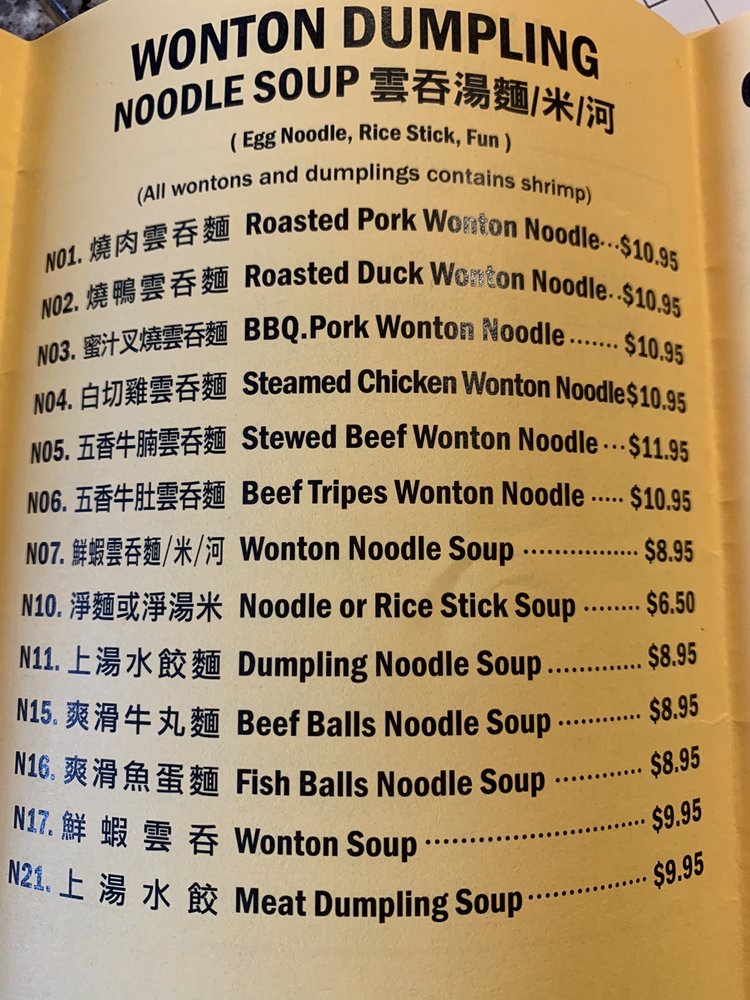 WONTON DUMPLING
NOODLE SOUP 雲吞湯麵/米/河
( Egg Noodle, Rice Stick, Fun )
(All wontons and dumplings contains shrimp)
N01. 燒肉雲吞麵 Roasted Pork Wonton Noodle...$10.95
N02. 燒鴨雲吞麵 Roasted Duck Wonton Noodle..$10.95
N03. 蜜汁叉燒雲吞麵 BBQ.Pork Wonton Noodle ....... $10.95
N04. 白切雞雲吞麵 Steamed Chicken Wonton Noodle$10.95
N05. 五香牛腩雲吞麵 Stewed Beef Wonton Noodle ...$11.95
N06. 五香牛肚雲吞麵 Beef Tripes Wonton Noodle ..... $10.95
N07. 鮮蝦雲吞麵/米/河 Wonton Noodle Soup ................ $8.95
N10. 淨麵或淨湯米 Noodle or Rice Stick Soup ........ $6.50
N11. 上湯水餃麵 Dumpling Noodle Soup ............. $8.95
N15. 爽滑牛丸麵 Beef Balls Noodle Soup ............ $8.95
N16. 爽滑魚蛋麵 Fish Balls Noodle Soup ............ $8.95
N17. 鮮蝦雲吞 Wonton Soup .............................. $9.95
N21. 上湯水餃 Meat Dumpling Soup ................ $9.95